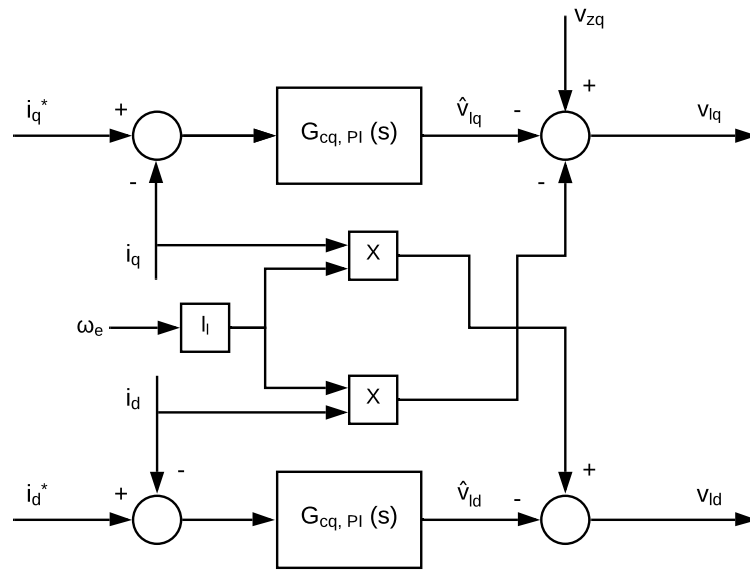 v_zq
i_q* + G_cq, PI (s) v̂_lq - + v_lq
- -
i_q X
ω_e l_l
i_d X
- +
i_d* + G_cq, PI (s) v̂_ld - v_ld